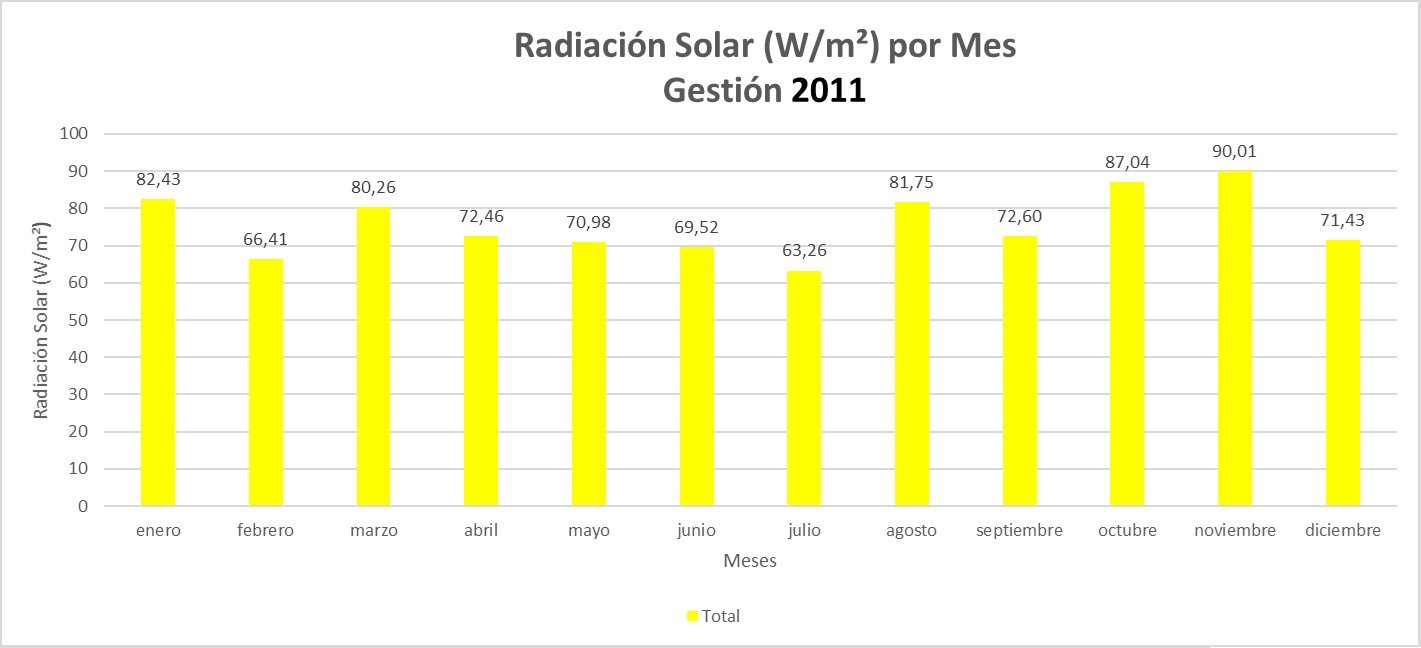 Radiación Solar (W/m²) por Mes
Gestión 2011
Radiación Solar (W/m²)
100
90
80
70
60
50
40
30
20
10
0
82,43
66,41
80,26
72,46
70,98
69,52
63,26
81,75
72,60
87,04
90,01
71,43
enero
febrero
marzo
abril
mayo
junio
julio
agosto
septiembre
octubre
noviembre
diciembre
Meses
Total